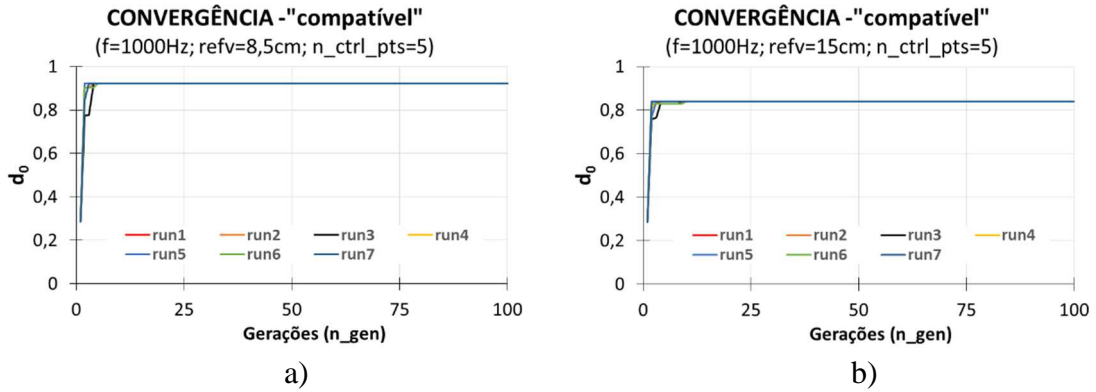 CONVERGÊNCIA -"compatível"
(f=1000Hz; refv=8,5cm; n_ctrl_pts=5)
1
0,8
0,6
0,4
0,2
0
d₀
run1 run2 run3 run4
run5 run6 run7
0 25 50 75 100
Gerações (n_gen)
a)
CONVERGÊNCIA -"compatível"
(f=1000Hz; refv=15cm; n_ctrl_pts=5)
1
0,8
0,6
0,4
0,2
0
d₀
run1 run2 run3 run4
run5 run6 run7
0 25 50 75 100
Gerações (n_gen)
b)